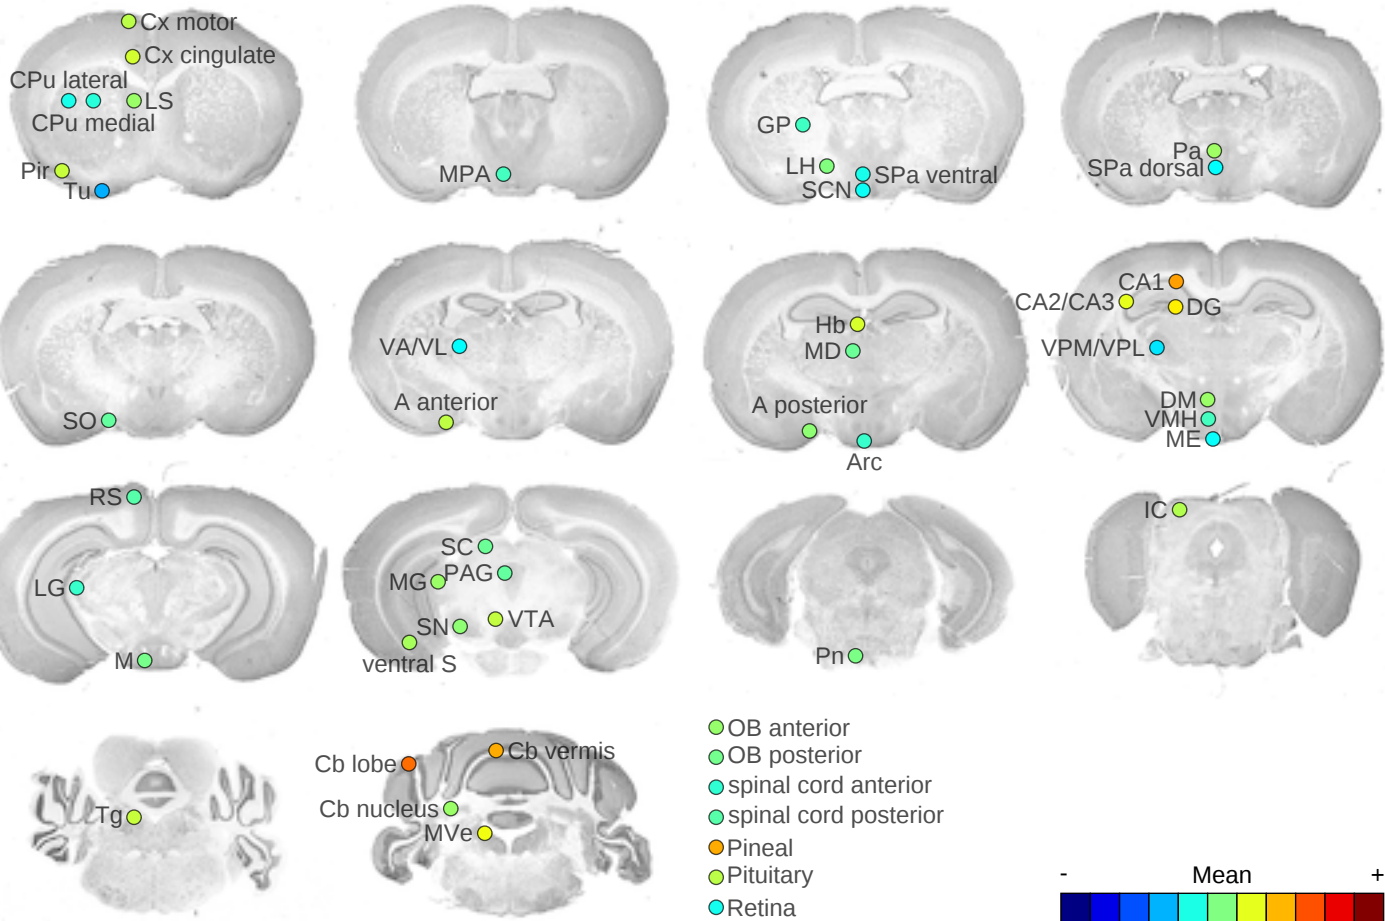 Cx motor
Cx cingulate
CPu lateral
LS
CPu medial
Pir
Tu
MPA
GP
LH
SPa ventral
SCN
Pa
SPa dorsal
SO
VA/VL
A anterior
Hb
MD
A posterior
Arc
CA1
CA2/CA3
DG
VPM/VPL
DM
VMH
ME
RS
LG
M
SC
PAG
MG
VTA
SN
ventral S
Pn
IC
Tg
Cb lobe
Cb vermis
Cb nucleus
MVe
OB anterior
OB posterior
spinal cord anterior
spinal cord posterior
Pineal
Pituitary
Retina
- Mean +